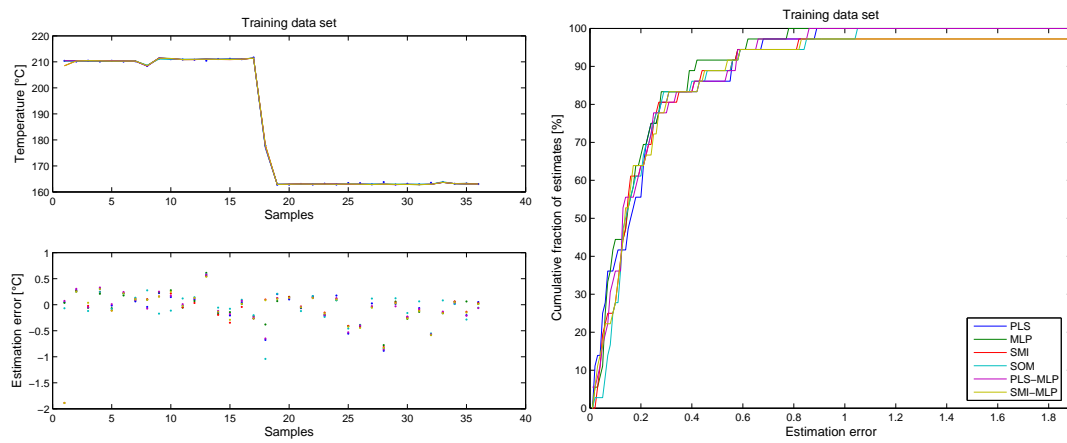 Training data set
220
210
200
190
180
170
160
Temperature [°C]
0 5 10 15 20 25 30 35 40
Samples
1
0.5
0
−0.5
−1
−1.5
−2
Estimation error [°C]
0 5 10 15 20 25 30 35 40
Samples
Training data set
100
90
80
70
60
50
40
30
20
10
0
Cumulative fraction of estimates [%]
0 0.2 0.4 0.6 0.8 1 1.2 1.4 1.6 1.8
Estimation error
PLS
MLP
SMI
SOM
PLS−MLP
SMI−MLP